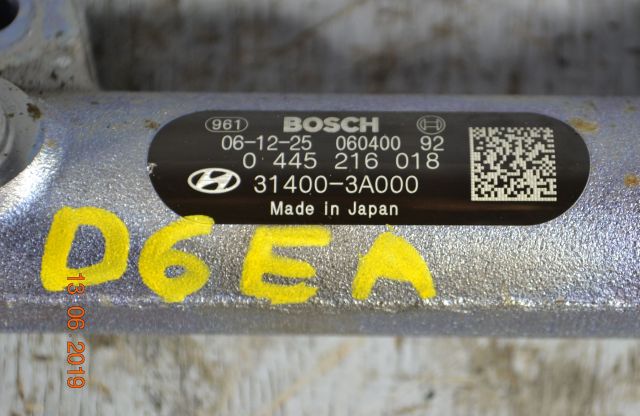 961 BOSCH
06-12-25 060400 92
0 445 216 018
31400-3A000
Made in Japan
D6EA
13 06 2019